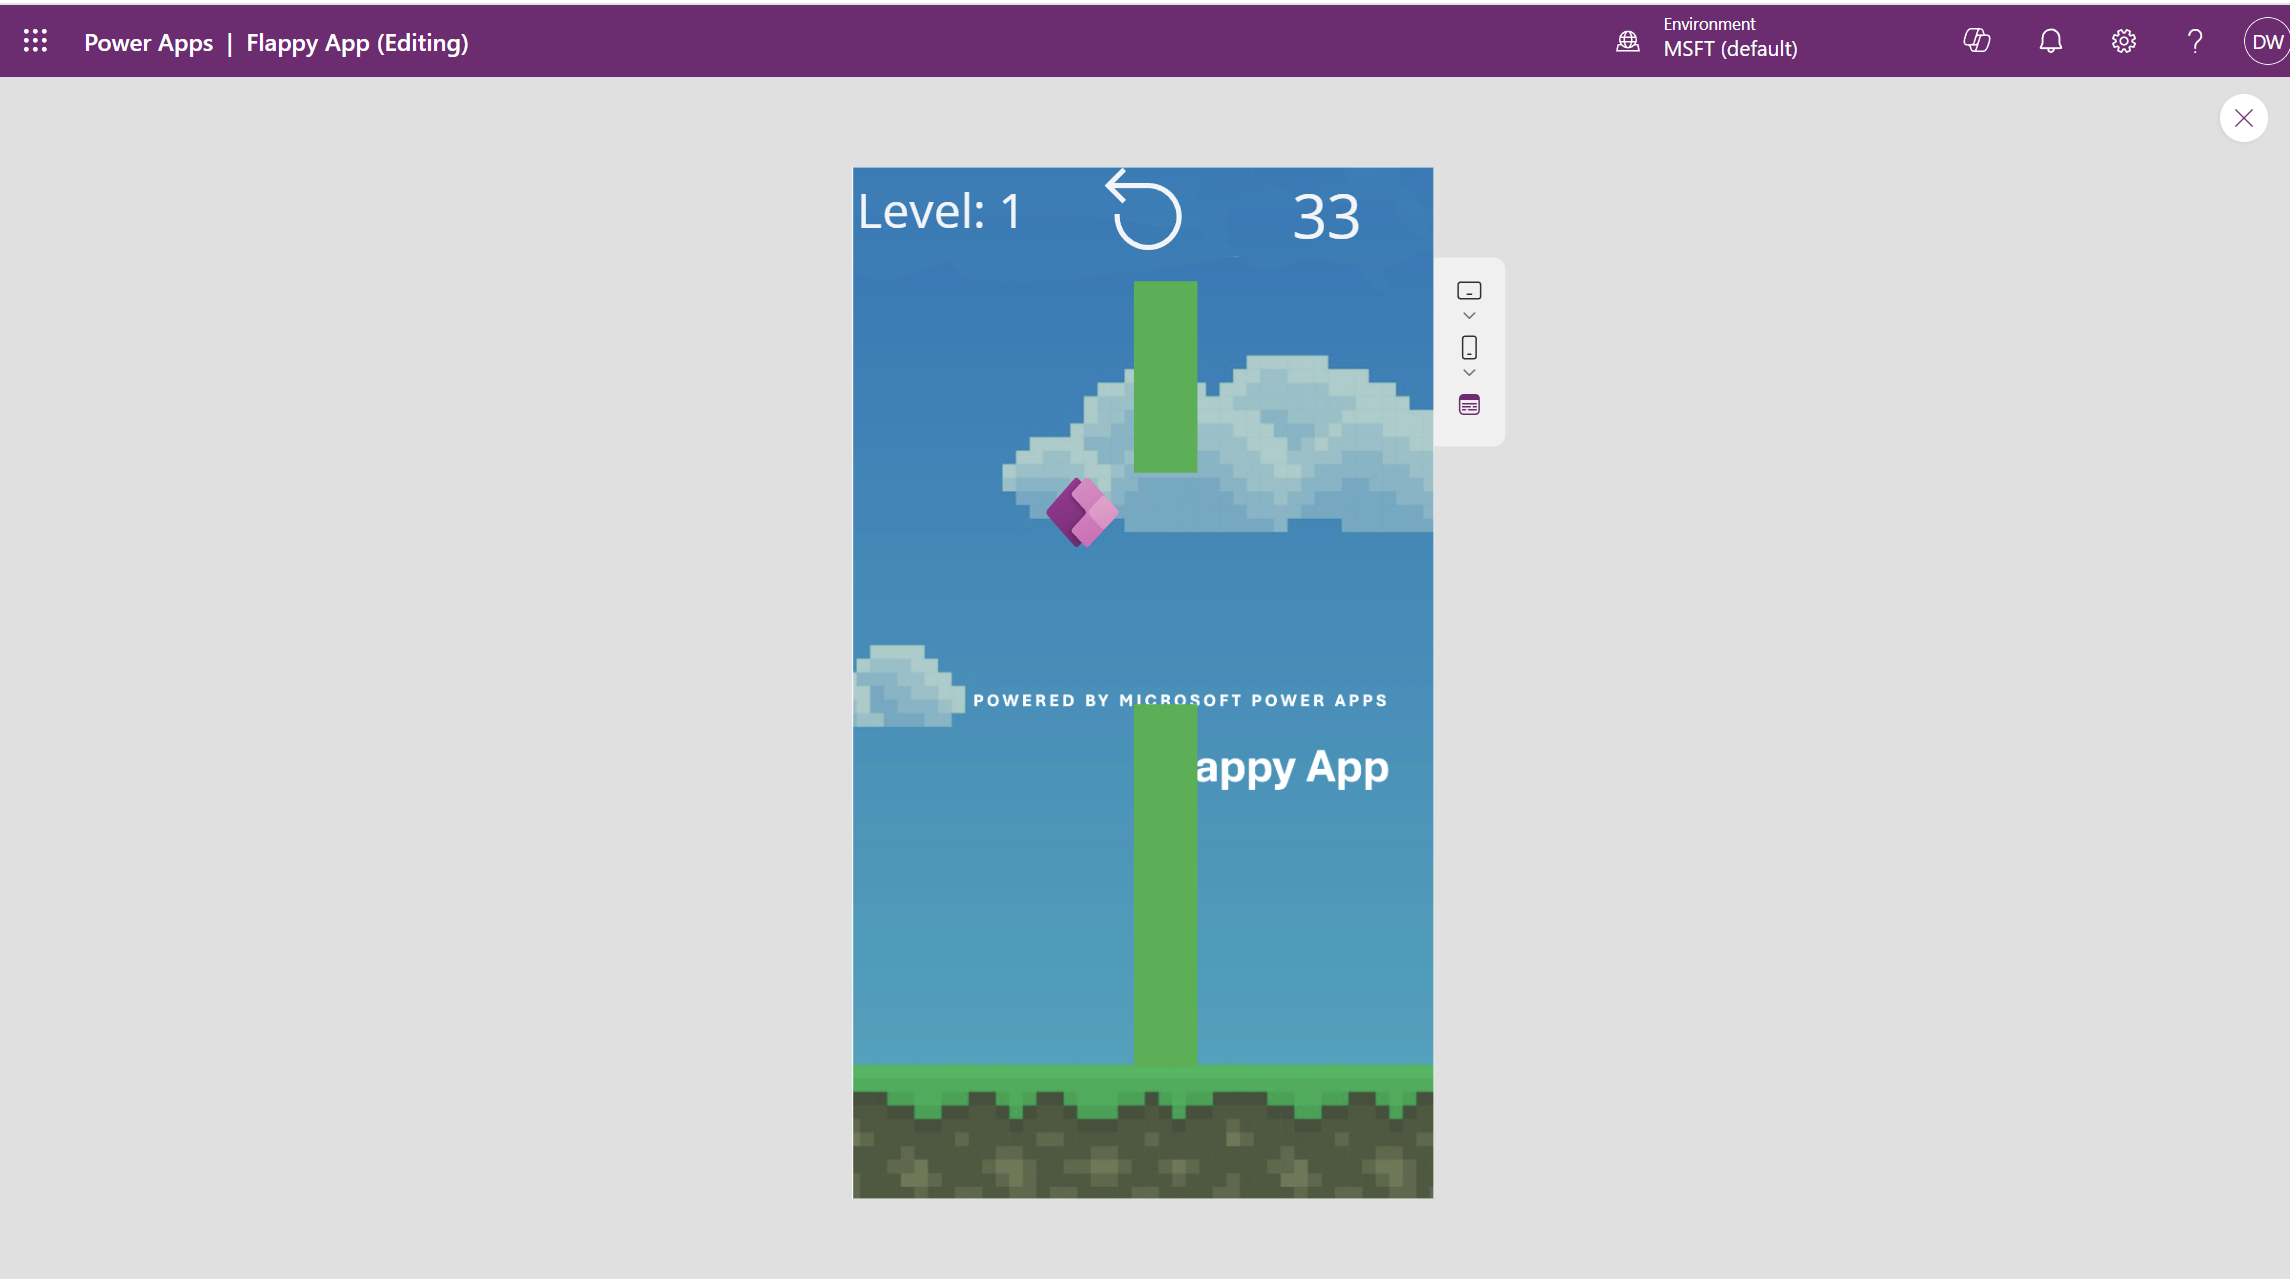 Power Apps | Flappy App (Editing)
Environment
MSFT (default)
DW
Level: 1
33
POWERED BY MICROSOFT POWER APPS
appy App